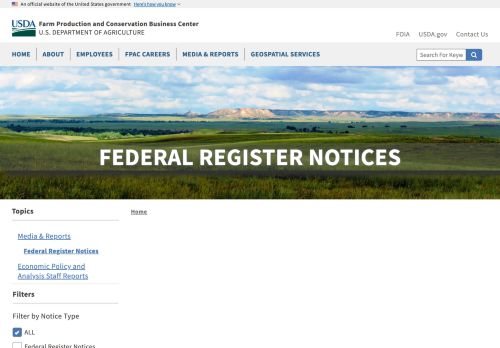 An official website of the United States government Here's how you know
USDA Farm Production and Conservation Business Center
U.S. DEPARTMENT OF AGRICULTURE
FOIA USDA.gov Contact Us
HOME ABOUT EMPLOYEES FPAC CAREERS MEDIA & REPORTS GEOSPATIAL SERVICES
Search For Keyw
FEDERAL REGISTER NOTICES
Topics
Home
Media & Reports
Federal Register Notices
Economic Policy and
Analysis Staff Reports
Filters
Filter by Notice Type
ALL
Federal Register Notices